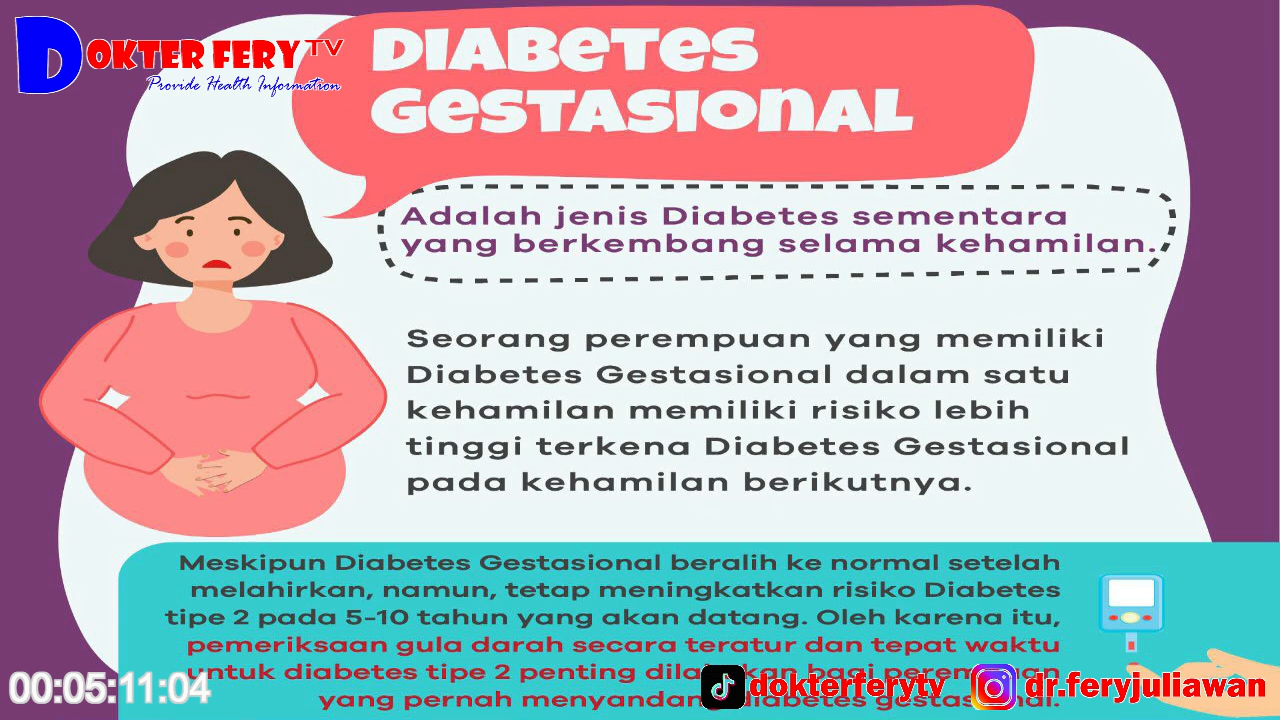 DOKTER FERY TV
Provide Health Information
DIABETES
GESTASIONAL
Adalah jenis Diabetes sementara
yang berkembang selama kehamilan.
Seorang perempuan yang memiliki
Diabetes Gestasional dalam satu
kehamilan memiliki risiko lebih
tinggi terkena Diabetes Gestasional
pada kehamilan berikutnya.
Meskipun Diabetes Gestasional beralih ke normal setelah
melahirkan, namun, tetap meningkatkan risiko Diabetes
tipe 2 pada 5-10 tahun yang akan datang. Oleh karena itu,
pemeriksaan gula darah secara teratur dan tepat waktu
untuk diabetes tipe 2 penting bagi
yang pernah diabetes
00:05:11:04
dokterferytv
dr.feryjuliawan